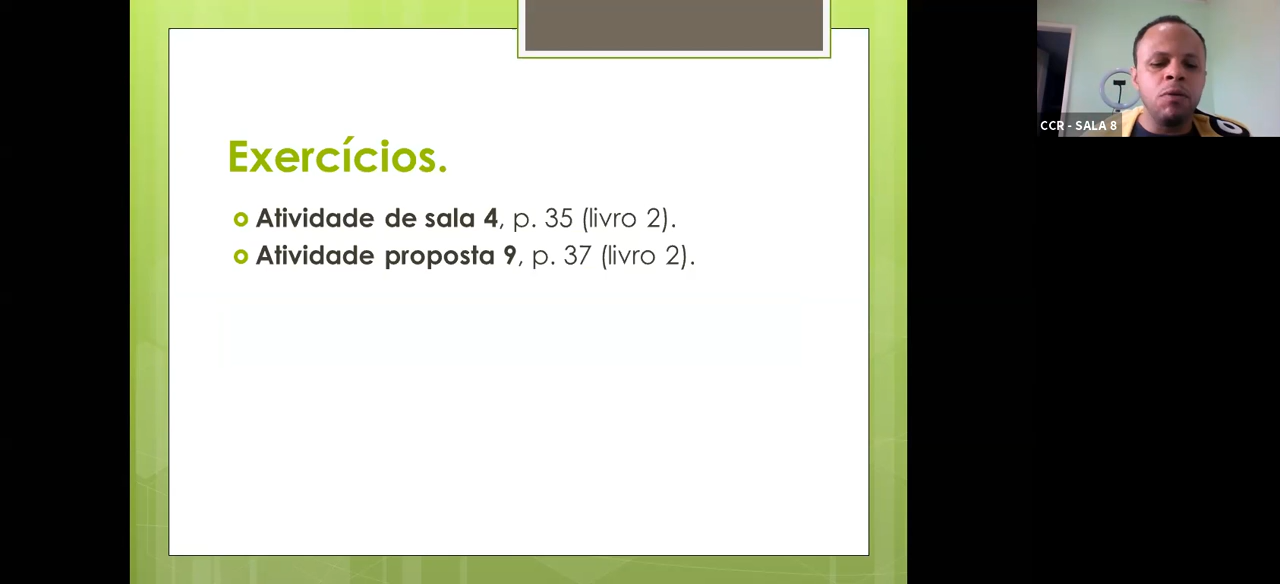 Exercícios.
Atividade de sala 4, p. 35 (livro 2).
Atividade proposta 9, p. 37 (livro 2).
CCR - SALA 8